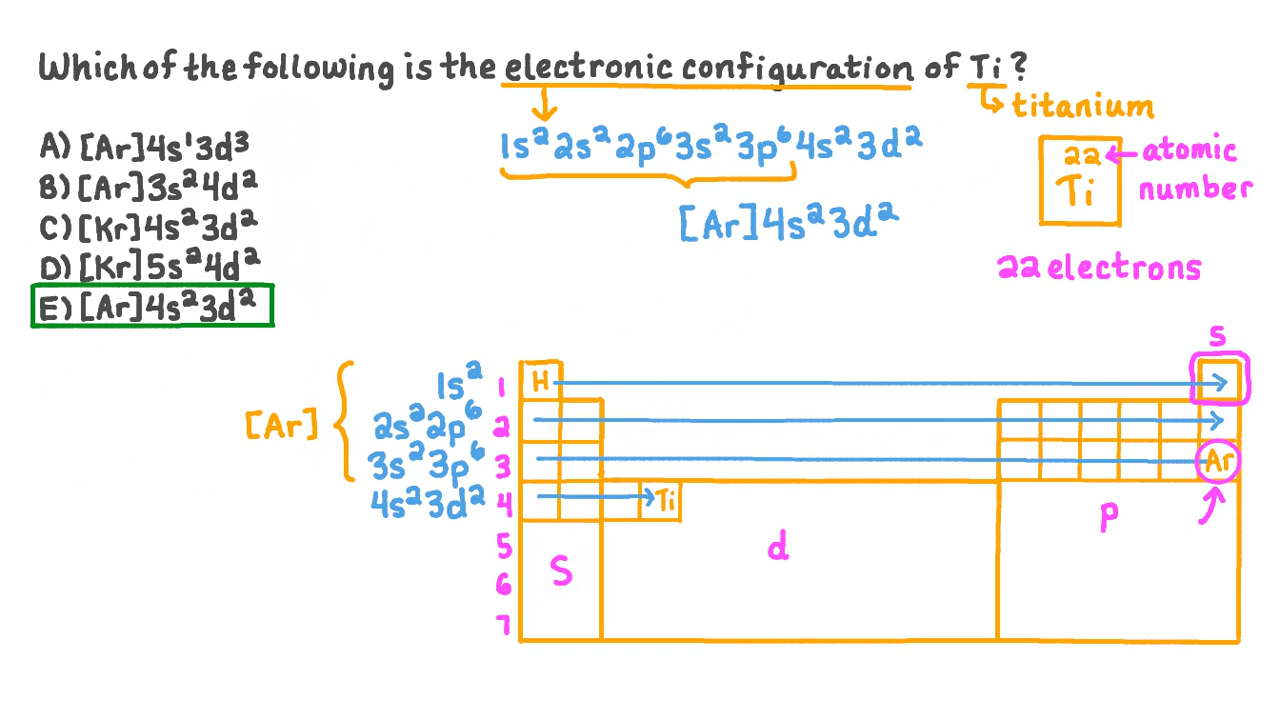 Which of the following is the electronic configuration of Ti?
titanium
A) [Ar]4s¹3d³
B) [Ar]3s²4d²
C) [Kr]4s²3d²
D) [Kr]5s²4d²
E) [Ar]4s²3d²
1s²2s²2p⁶3s²3p⁶4s²3d²
[Ar]4s²3d²
22
Ti
atomic
number
22 electrons
s
[Ar]
1s² 1 H
2s²2p⁶ 2
3s²3p⁶ 3 Ar
4s²3d² 4 Ti
5
6
7
S
d
p